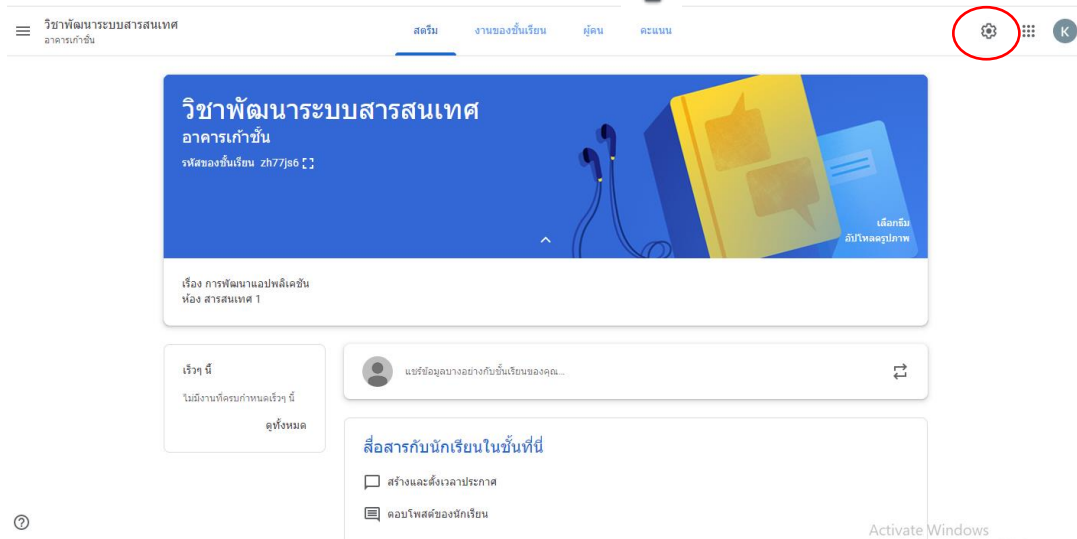 วิชาพัฒนาระบบสารสนเทศ
อาคารเก้าชั้น
สตรีม งานของชั้นเรียน ผู้คน คะแนน
K
วิชาพัฒนาระบบสารสนเทศ
อาคารเก้าชั้น
รหัสของชั้นเรียน zh77js6
เลือกธีม
อัปโหลดรูปภาพ
เรื่อง การพัฒนาแอปพลิเคชัน
ห้อง สารสนเทศ 1
เร็วๆ นี้
ไม่มีงานที่ครบกำหนดเร็วๆ นี้
ดูทั้งหมด
แชร์ข้อมูลบางอย่างกับชั้นเรียนของคุณ...
สื่อสารกับนักเรียนในชั้นที่นี่
สร้างและตั้งเวลาประกาศ
ตอบโพสต์ของนักเรียน
Activate Windows